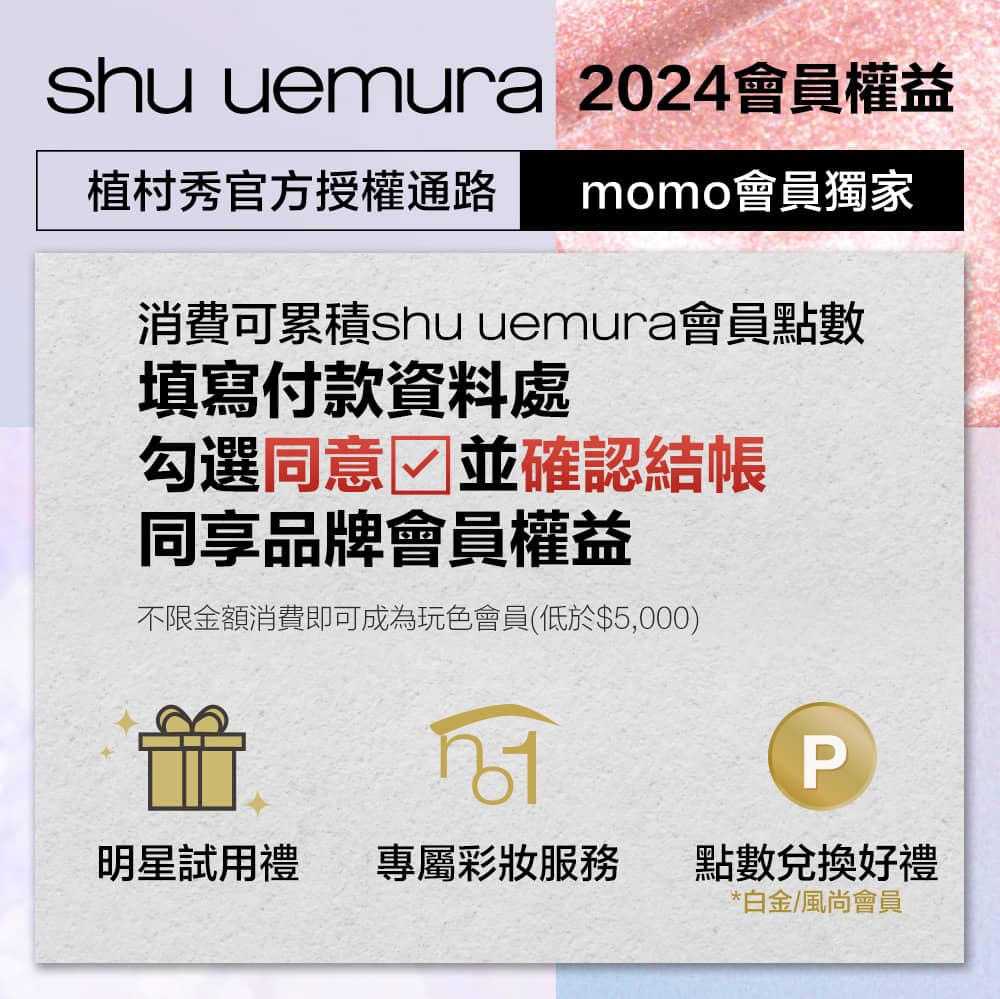 shu uemura 2024會員權益
植村秀官方授權通路 momo會員獨家
消費可累積shu uemura會員點數
填寫付款資料處
勾選同意☑並確認結帳
同享品牌會員權益
不限金額消費即可成為玩色會員(低於$5,000)
no1
P
明星試用禮 專屬彩妝服務 點數兌換好禮
*白金/風尚會員